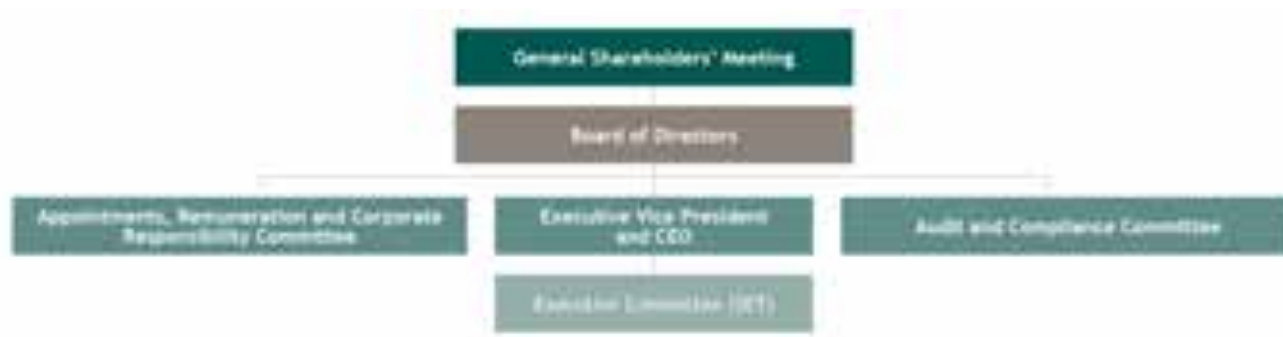 General Shareholders' Meeting
Board of Directors
Appointments, Remuneration and Corporate
Responsibility Committee
Executive Vice President
and CEO
Audit and Compliance Committee
Executive Committee